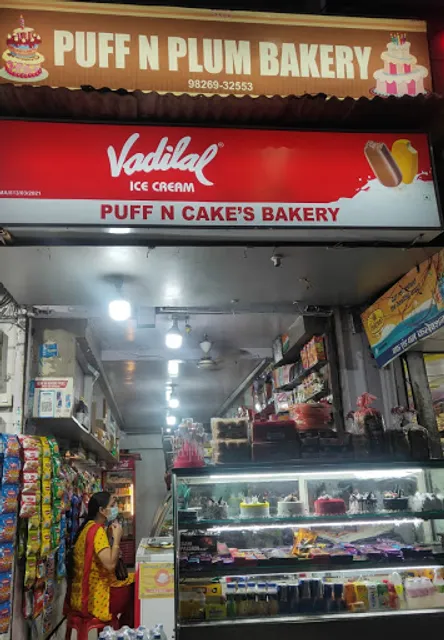 PUFF N PLUM BAKERY
98269-32553
Vadilal
ICE CREAM
PUFF N CAKE'S BAKERY